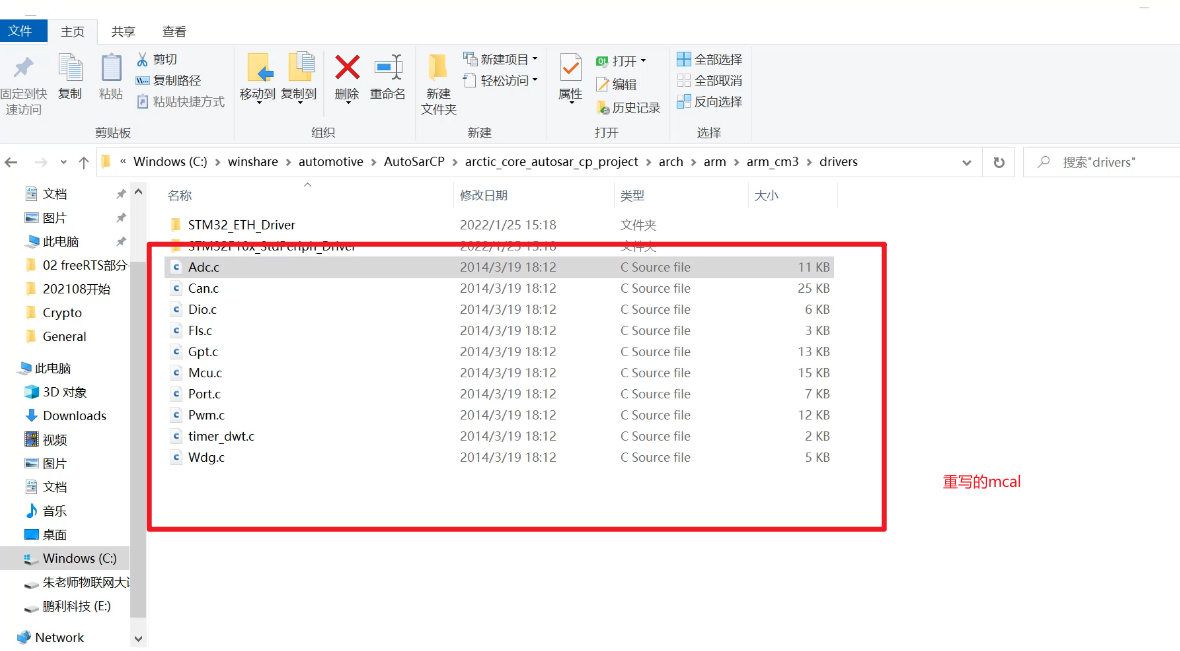 文件 主页 共享 查看
固定到快速访问
复制
粘贴
剪切
复制路径
粘贴快捷方式
剪贴板
移动到
复制到
删除
重命名
组织
新建文件夹
新建项目
轻松访问
新建
属性
打开
编辑
历史记录
打开
全部选择
全部取消
反向选择
选择
« Windows (C:) › winshare › automotive › AutoSarCP › arctic_core_autosar_cp_project › arch › arm › arm_cm3 › drivers
搜索"drivers"
文档
图片
此电脑
02 freeRTS部分
202108开始
Crypto
General
此电脑
3D 对象
Downloads
视频
图片
文档
音乐
桌面
Windows (C:)
朱老师物联网大
鹏利科技 (E:)
Network
名称 修改日期 类型 大小
STM32_ETH_Driver 2022/1/25 15:18 文件夹
STM32F10x_StdPeriph_Driver 2022/1/25 15:18 文件夹
Adc.c 2014/3/19 18:12 C Source file 11 KB
Can.c 2014/3/19 18:12 C Source file 25 KB
Dio.c 2014/3/19 18:12 C Source file 6 KB
Fls.c 2014/3/19 18:12 C Source file 3 KB
Gpt.c 2014/3/19 18:12 C Source file 13 KB
Mcu.c 2014/3/19 18:12 C Source file 15 KB
Port.c 2014/3/19 18:12 C Source file 7 KB
Pwm.c 2014/3/19 18:12 C Source file 12 KB
timer_dwt.c 2014/3/19 18:12 C Source file 2 KB
Wdg.c 2014/3/19 18:12 C Source file 5 KB
重写的mcal